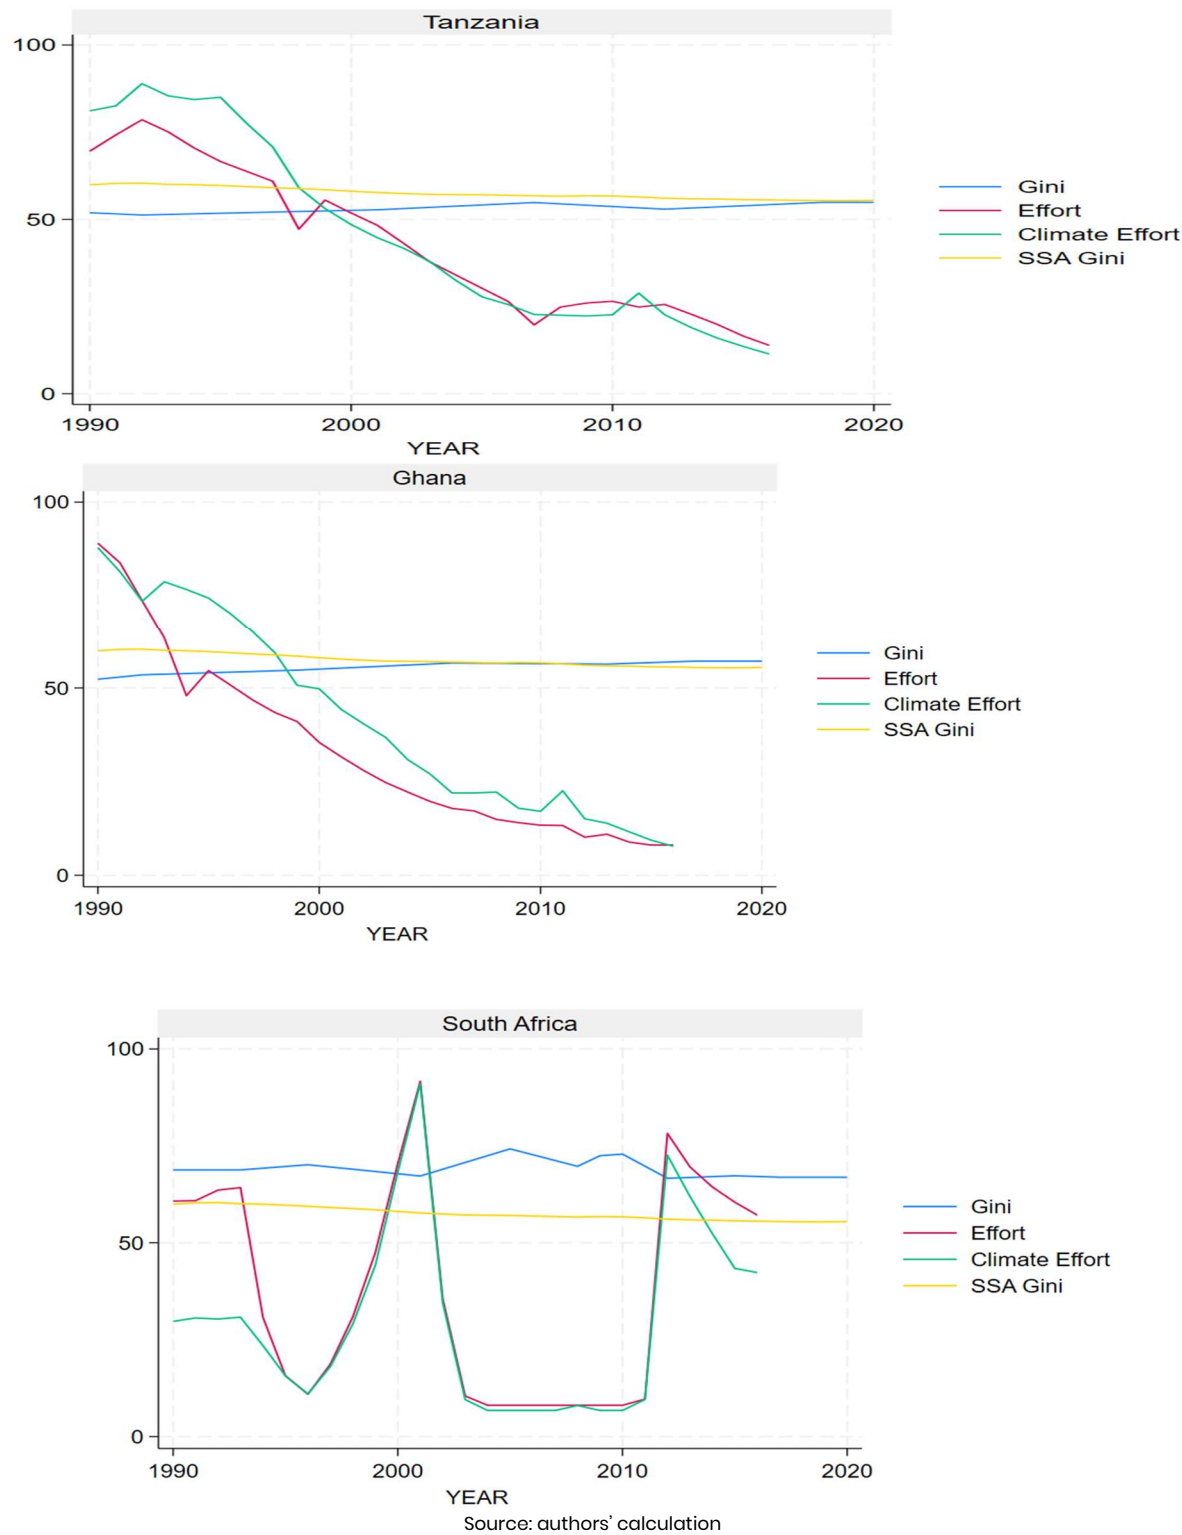 Tanzania
100
50
0
1990 2000 2010 2020
YEAR
Gini
Effort
Climate Effort
SSA Gini
Ghana
100
50
0
1990 2000 2010 2020
YEAR
Gini
Effort
Climate Effort
SSA Gini
South Africa
100
50
0
1990 2000 2010 2020
YEAR
Gini
Effort
Climate Effort
SSA Gini
Source: authors’ calculation